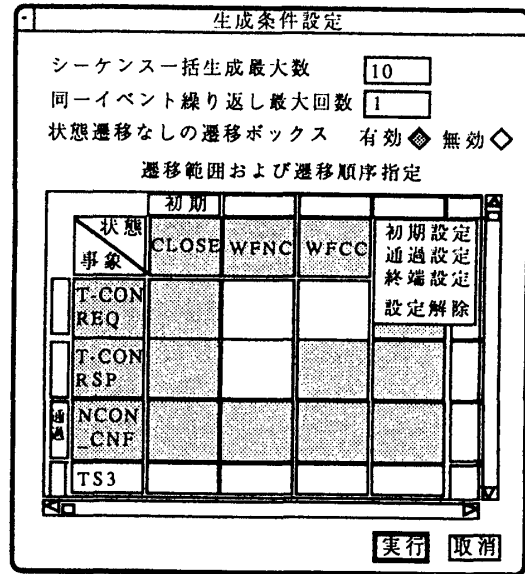 生成条件設定
シーケンス一括生成最大数 10
同一イベント繰り返し最大回数 1
状態遷移なしの遷移ボックス 有効 無効
遷移範囲および遷移順序指定
初期
状態
事象
CLOSE WFNC WFCC
初期設定
通過設定
終端設定
設定解除
T-CON
REQ
T-CON
RSP
通過
NCON
_CNF
TS3
実行 取消